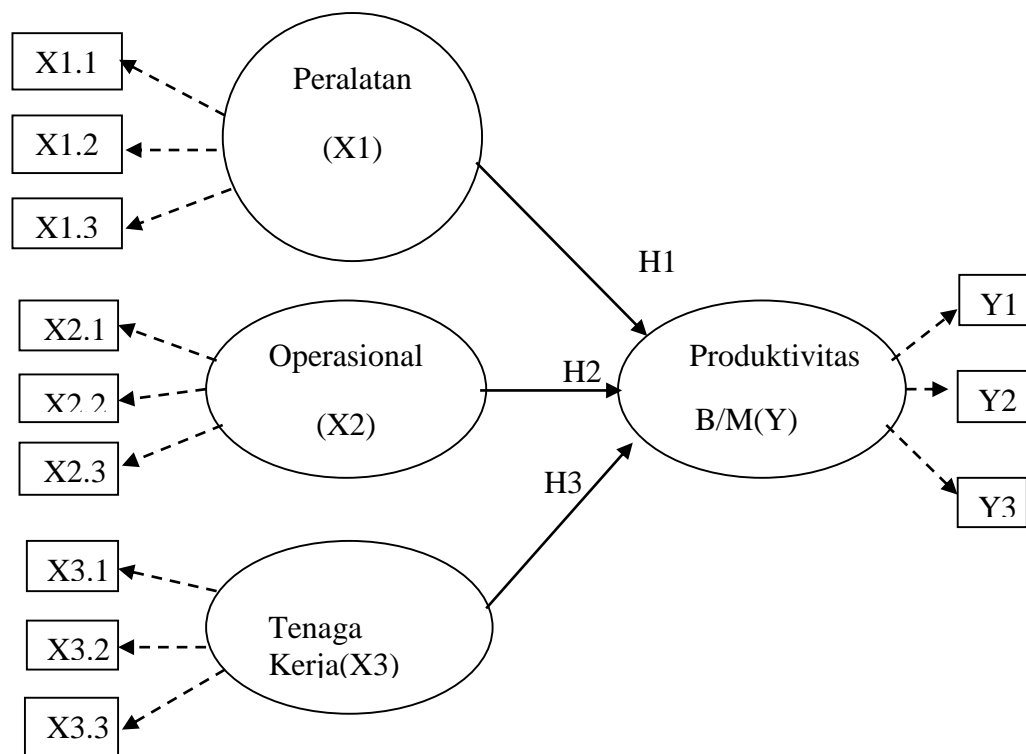 X1.1
X1.2
X1.3
Peralatan
(X1)
H1
X2.1
X2.2
X2.3
Operasional
(X2)
H2
H3
X3.1
X3.2
X3.3
Tenaga
Kerja(X3)
Produktivitas
B/M(Y)
Y1
Y2
Y3